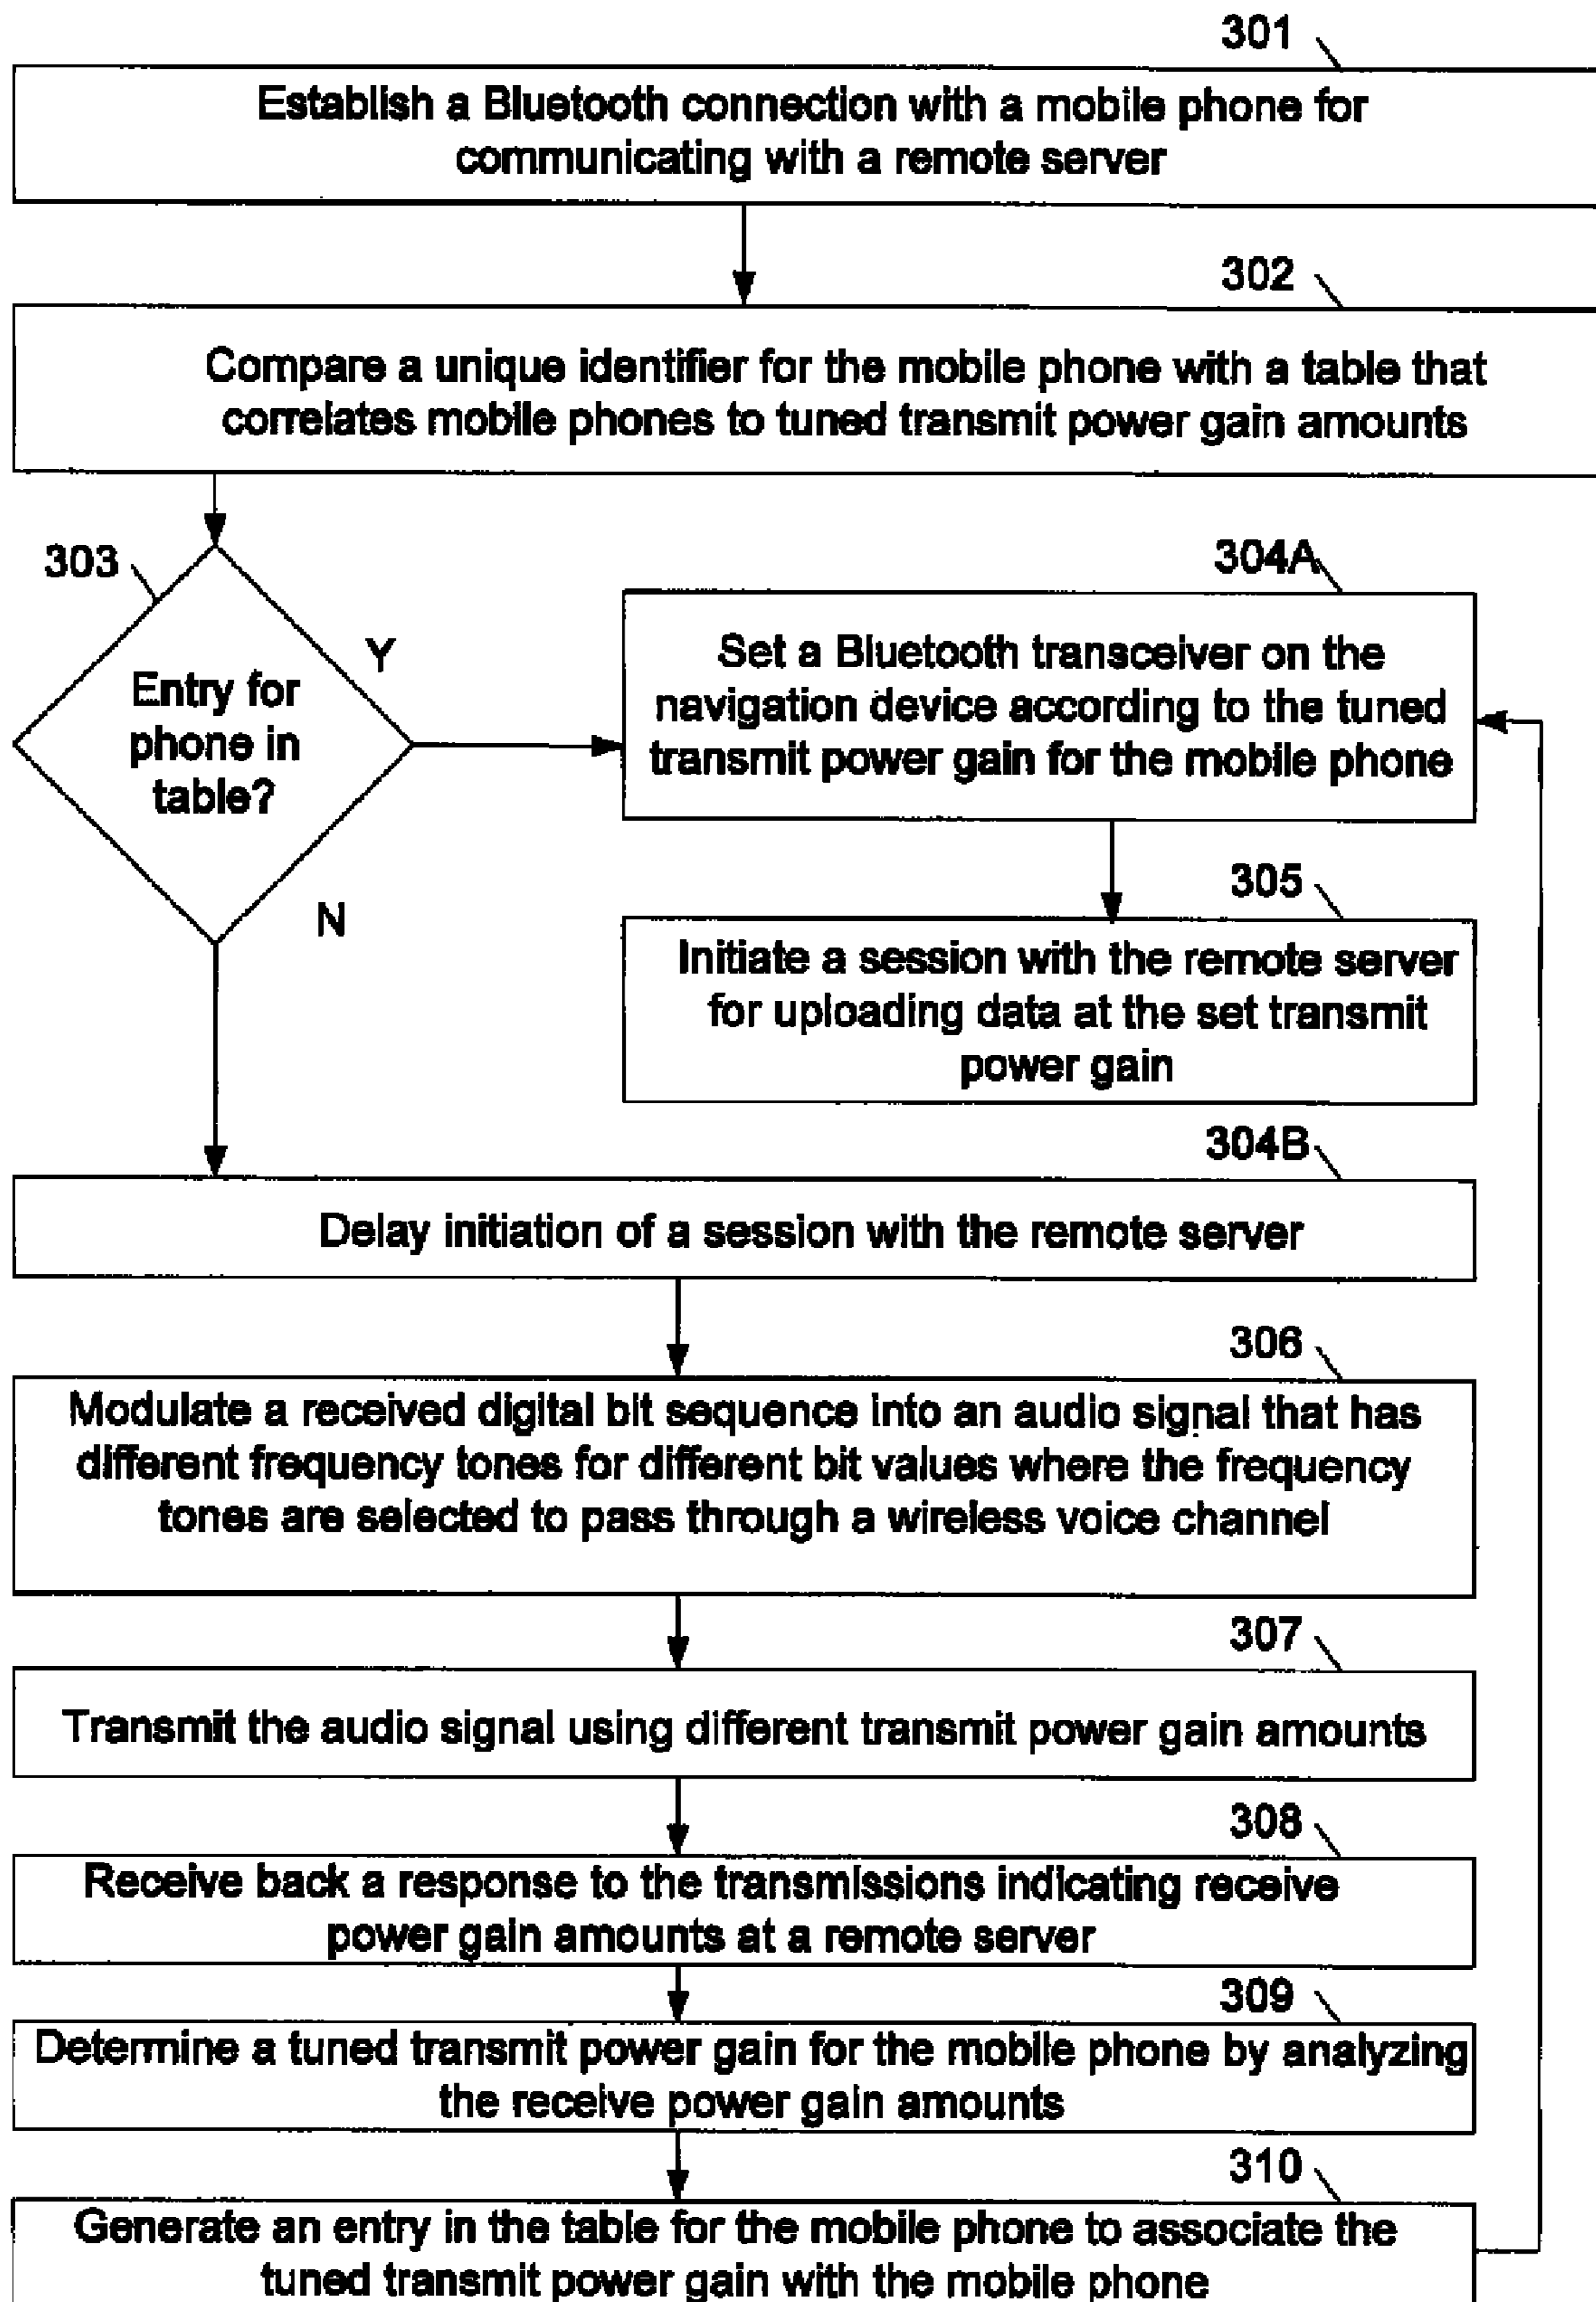 301
Establish a Bluetooth connection with a mobile phone for
communicating with a remote server
302
Compare a unique identifier for the mobile phone with a table that
correlates mobile phones to tuned transmit power gain amounts
303
Entry for
phone in
table?
Y
N
304A
Set a Bluetooth transceiver on the
navigation device according to the tuned
transmit power gain for the mobile phone
305
Initiate a session with the remote server
for uploading data at the set transmit
power gain
304B
Delay initiation of a session with the remote server
306
Modulate a received digital bit sequence into an audio signal that has
different frequency tones for different bit values where the frequency
tones are selected to pass through a wireless voice channel
307
Transmit the audio signal using different transmit power gain amounts
308
Receive back a response to the transmissions indicating receive
power gain amounts at a remote server
309
Determine a tuned transmit power gain for the mobile phone by analyzing
the receive power gain amounts
310
Generate an entry in the table for the mobile phone to associate the
tuned transmit power gain with the mobile phone